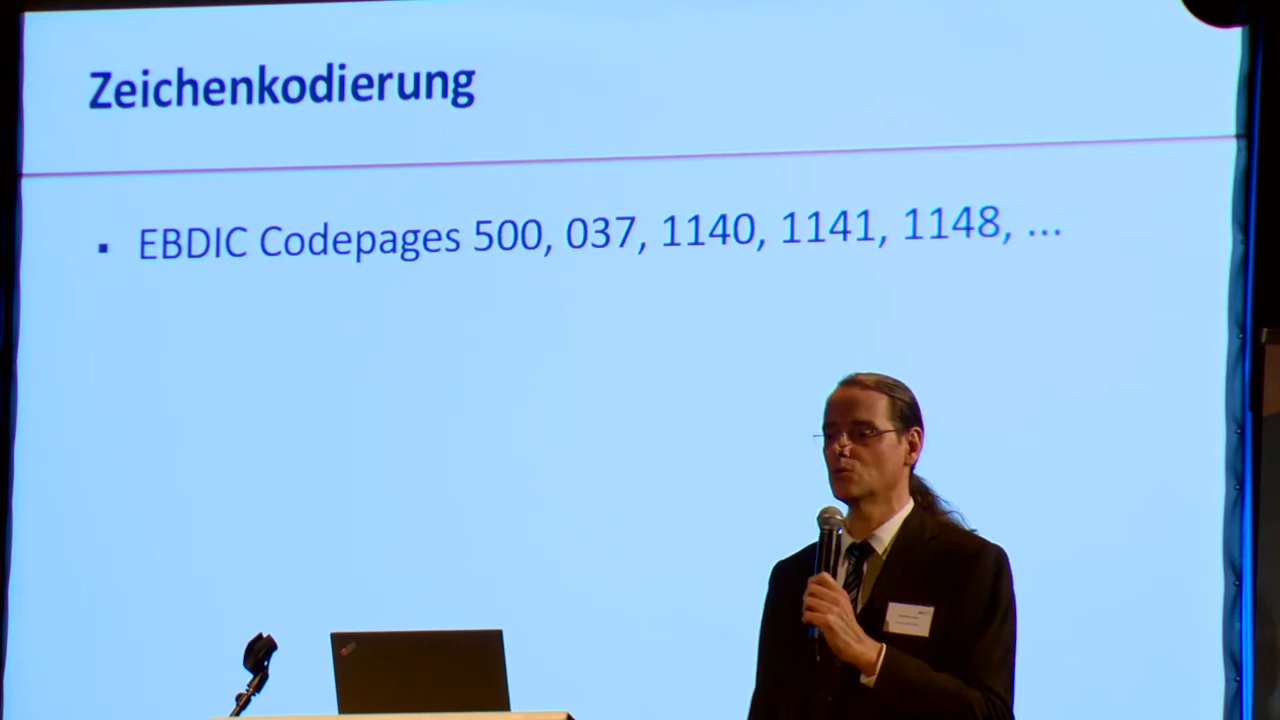 Zeichenkodierung
▪ EBDIC Codepages 500, 037, 1140, 1141, 1148, ...